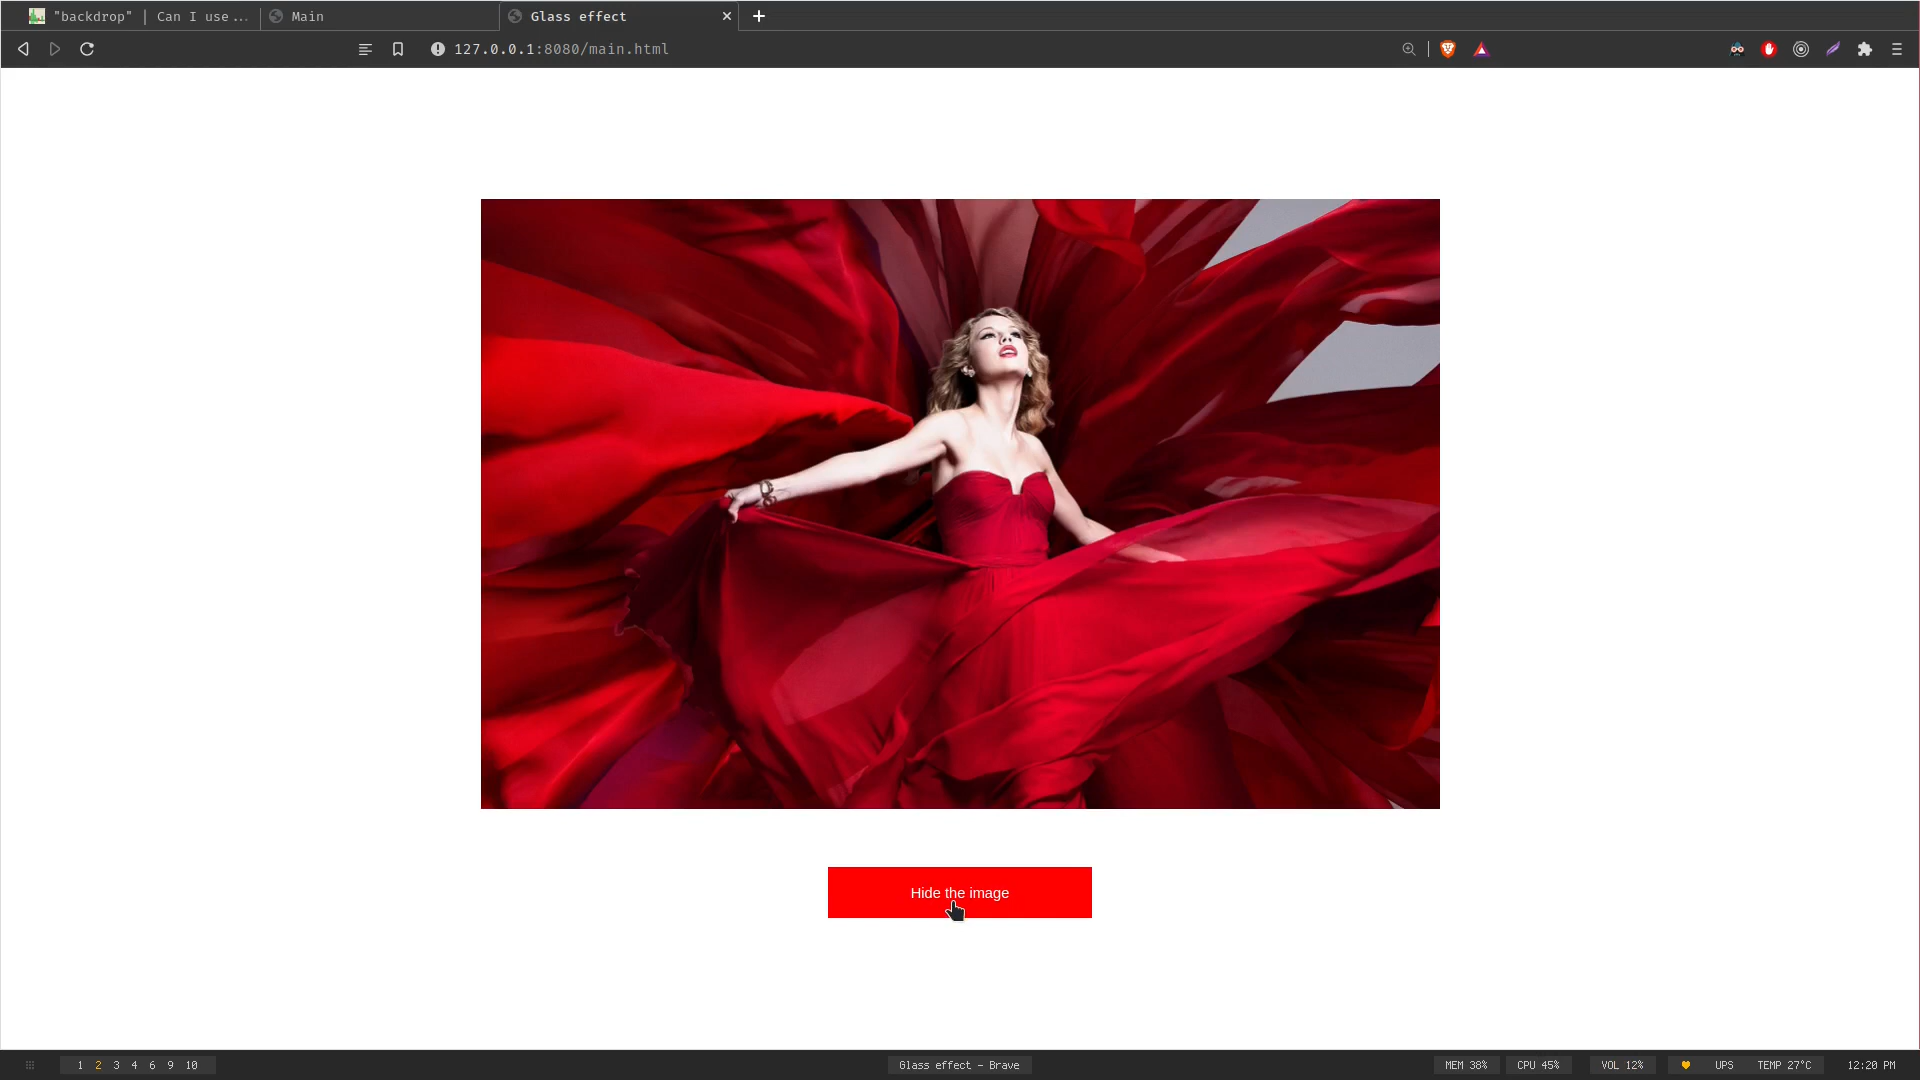 "backdrop" | Can I use...
Main
Glass effect
127.0.0.1:8080/main.html
Hide the image
1 2 3 4 6 9 10
Glass effect – Brave
MEM 38%
CPU 45%
VOL 12%
UPS
TEMP 27°C
12:20 PM